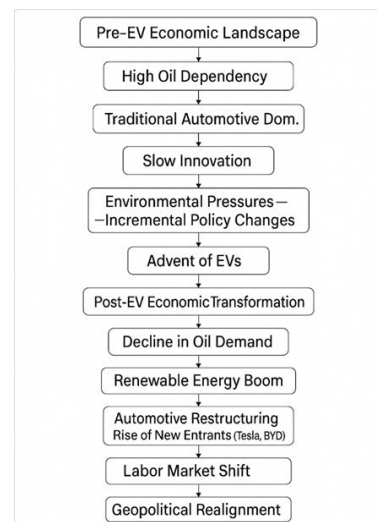 Pre–EV Economic Landscape
High Oil Dependency
Traditional Automotive Dom.
Slow Innovation
Environmental Pressures—
—Incremental Policy Changes
Advent of EVs
Post-EV EconomicTransformation
Decline in Oil Demand
Renewable Energy Boom
Automotive Restructuring
Rise of New Entrants (Tesla, BYD)
Labor Market Shift
Geopolitical Realignment